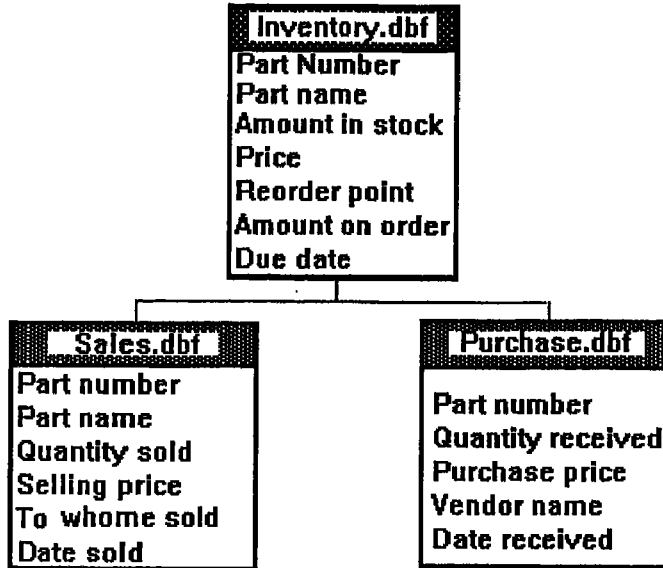 Inventory.dbf
Part Number
Part name
Amount in stock
Price
Reorder point
Amount on order
Due date
Sales.dbf
Part number
Part name
Quantity sold
Selling price
To whome sold
Date sold
Purchase.dbf
Part number
Quantity received
Purchase price
Vendor name
Date received